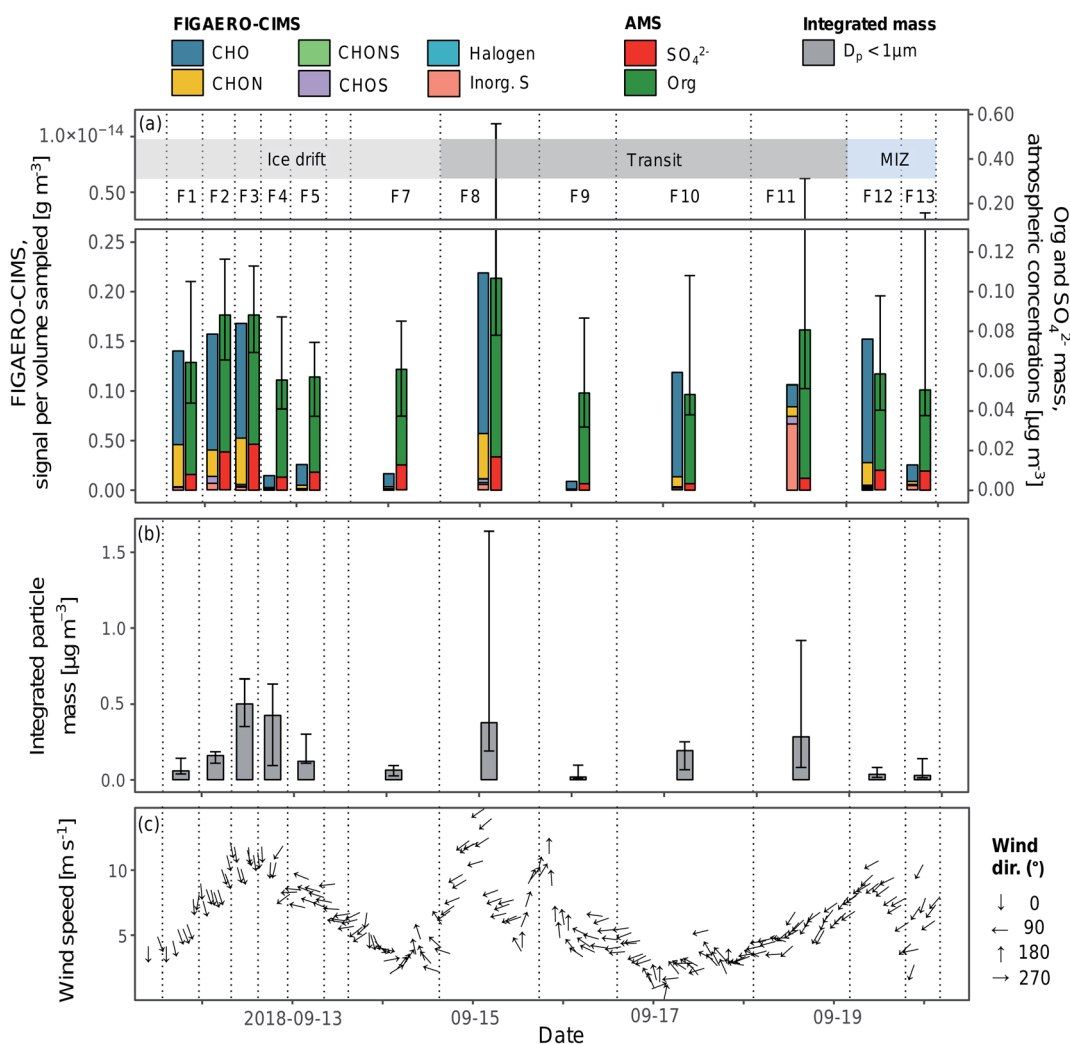 FIGAERO-CIMS AMS Integrated mass
CHO CHONS Halogen SO₄²⁻ Dₚ < 1µm
CHON CHOS Inorg. S Org
(a)
Ice drift Transit MIZ
F1 F2 F3 F4 F5 F7 F8 F9 F10 F11 F12 F13
1.0×10⁻¹⁴
0.50
0.25
0.20
0.15
0.10
0.50
0.00
FIGAERO-CIMS,
signal per volume sampled [g m⁻³]
0.60
0.40
0.20
0.12
0.10
0.08
0.06
0.04
0.02
0.00
Org and SO₄²⁻ mass,
atmospheric concentrations [µg m⁻³]
(b)
1.5
1.0
0.5
0.0
Integrated particle
mass [µg m⁻³]
(c)
10
5
Wind speed [m s⁻¹]
Wind
dir. (°)
↓ 0
← 90
↑ 180
→ 270
2018-09-13 09-15 09-17 09-19
Date